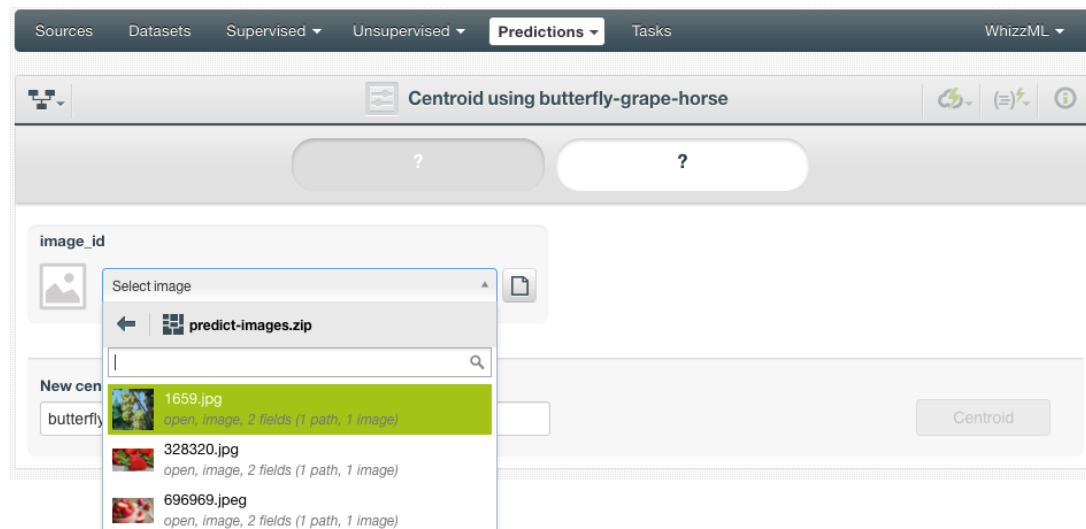 Sources Datasets Supervised Unsupervised Predictions Tasks WhizzML
Centroid using butterfly-grape-horse
? ?
image_id
Select image
predict-images.zip
New cen
1659.jpg
open, image, 2 fields (1 path, 1 image)
butterfly
Centroid
328320.jpg
open, image, 2 fields (1 path, 1 image)
696969.jpeg
open, image, 2 fields (1 path, 1 image)